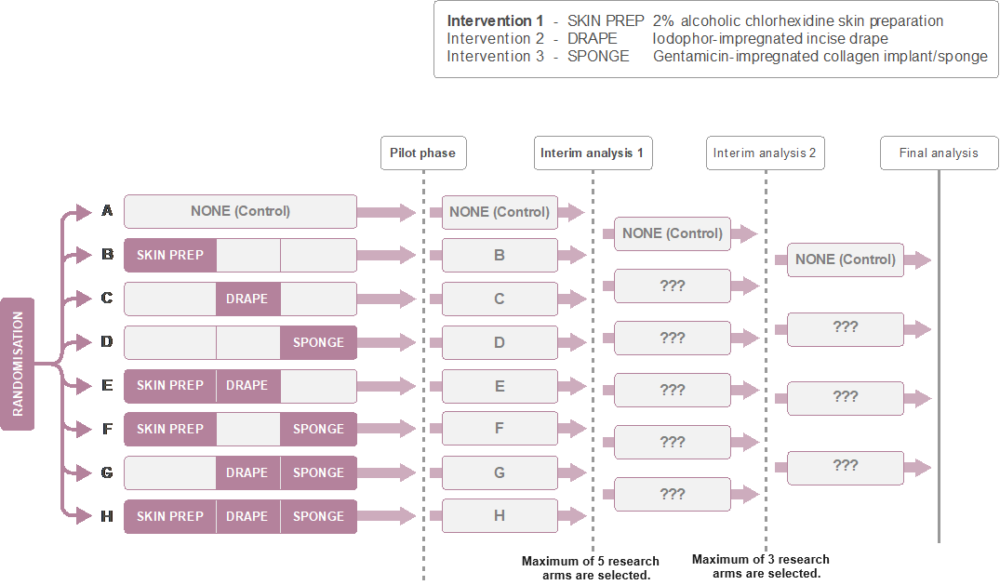 Intervention 1 - SKIN PREP 2% alcoholic chlorhexidine skin preparation
Intervention 2 - DRAPE Iodophor-impregnated incise drape
Intervention 3 - SPONGE Gentamicin-impregnated collagen implant/sponge
Pilot phase
Interim analysis 1
Interim analysis 2
Final analysis
RANDOMISATION
A NONE (Control)
B SKIN PREP
C DRAPE
D SPONGE
E SKIN PREP DRAPE
F SKIN PREP SPONGE
G DRAPE SPONGE
H SKIN PREP DRAPE SPONGE
NONE (Control)
B
C
D
E
F
G
H
NONE (Control)
???
???
???
???
???
NONE (Control)
???
???
???
Maximum of 5 research
arms are selected.
Maximum of 3 research
arms are selected.